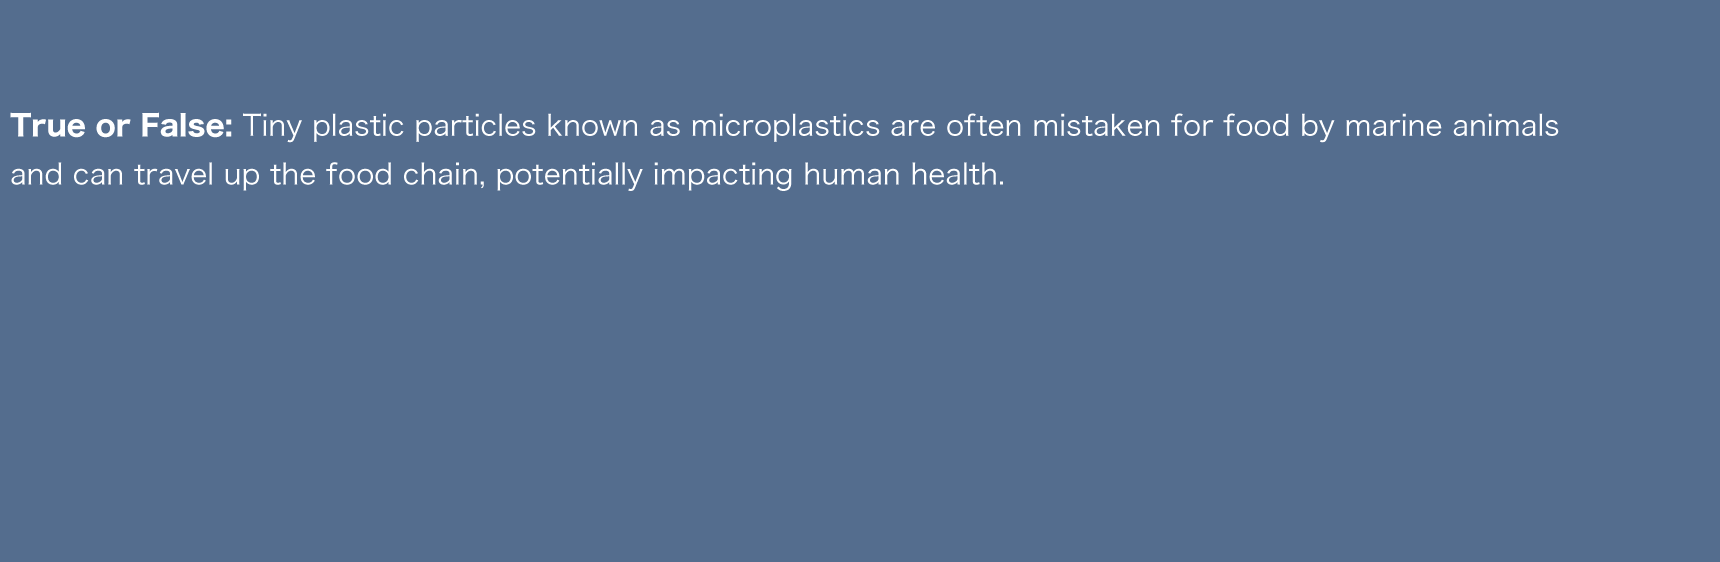 True or False: Tiny plastic particles known as microplastics are often mistaken for food by marine animals
and can travel up the food chain, potentially impacting human health.